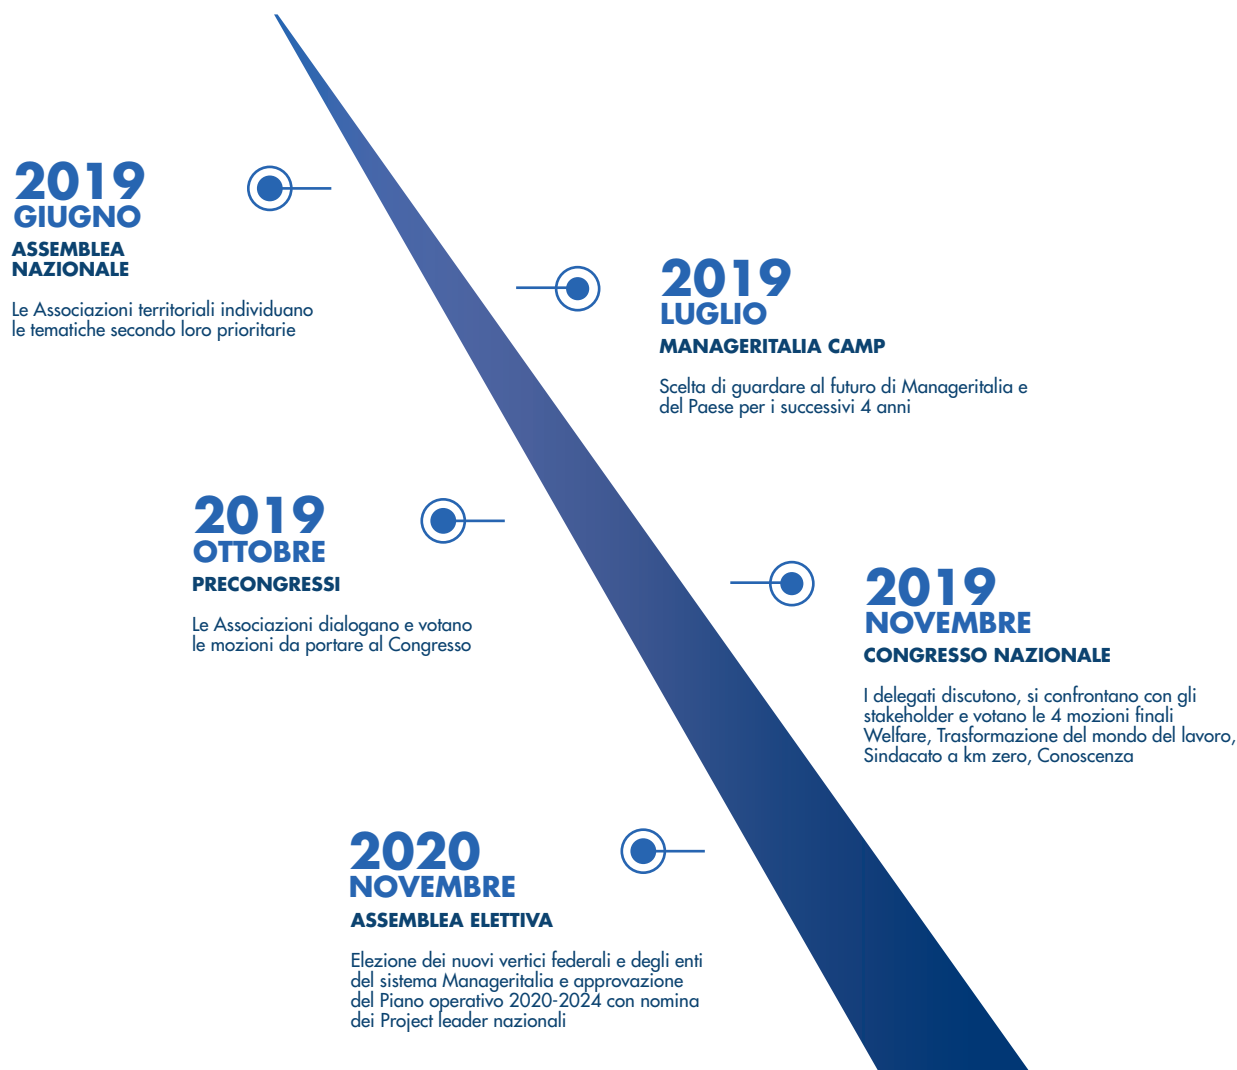 2019
GIUGNO
ASSEMBLEA
NAZIONALE
Le Associazioni territoriali individuano
le tematiche secondo loro prioritarie
2019
LUGLIO
MANAGERITALIA CAMP
Scelta di guardare al futuro di Manageritalia e
del Paese per i successivi 4 anni
2019
OTTOBRE
PRECONGRESSI
Le Associazioni dialogano e votano
le mozioni da portare al Congresso
2019
NOVEMBRE
CONGRESSO NAZIONALE
I delegati discutono, si confrontano con gli
stakeholder e votano le 4 mozioni finali
Welfare, Trasformazione del mondo del lavoro,
Sindacato a km zero, Conoscenza
2020
NOVEMBRE
ASSEMBLEA ELETTIVA
Elezione dei nuovi vertici federali e degli enti
del sistema Manageritalia e approvazione
del Piano operativo 2020-2024 con nomina
dei Project leader nazionali